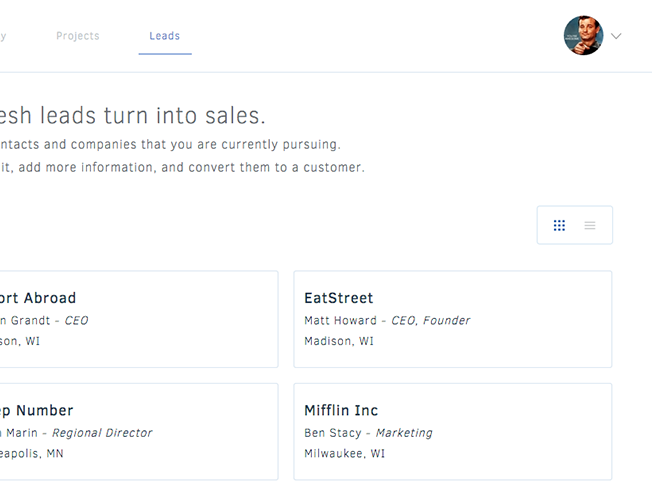 y Projects Leads
esh leads turn into sales.
ntacts and companies that you are currently pursuing.
it, add more information, and convert them to a customer.
ort Abroad
n Grandt - CEO
son, WI
EatStreet
Matt Howard - CEO, Founder
Madison, WI
ep Number
Marin - Regional Director
eapolis, MN
Mifflin Inc
Ben Stacy - Marketing
Milwaukee, WI